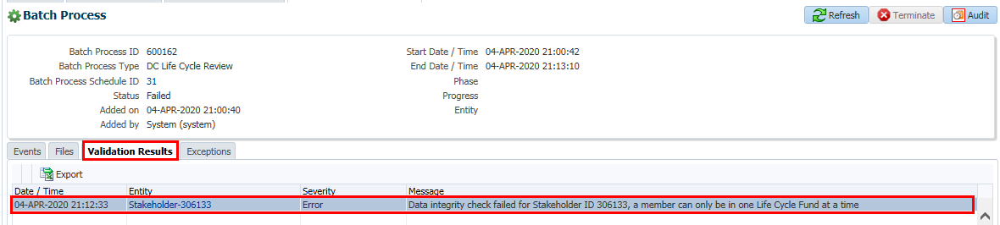 Batch Process
Refresh Terminate Audit
Batch Process ID 600162 Start Date / Time 04-APR-2020 21:00:42
Batch Process Type DC Life Cycle Review End Date / Time 04-APR-2020 21:13:10
Batch Process Schedule ID 31 Phase
Status Failed Progress
Added on 04-APR-2020 21:00:40 Entity
Added by System (system)
Events Files Validation Results Exceptions
Export
Date / Time Entity Severity Message
04-APR-2020 21:12:33 Stakeholder-306133 Error Data integrity check failed for Stakeholder ID 306133, a member can only be in one Life Cycle Fund at a time